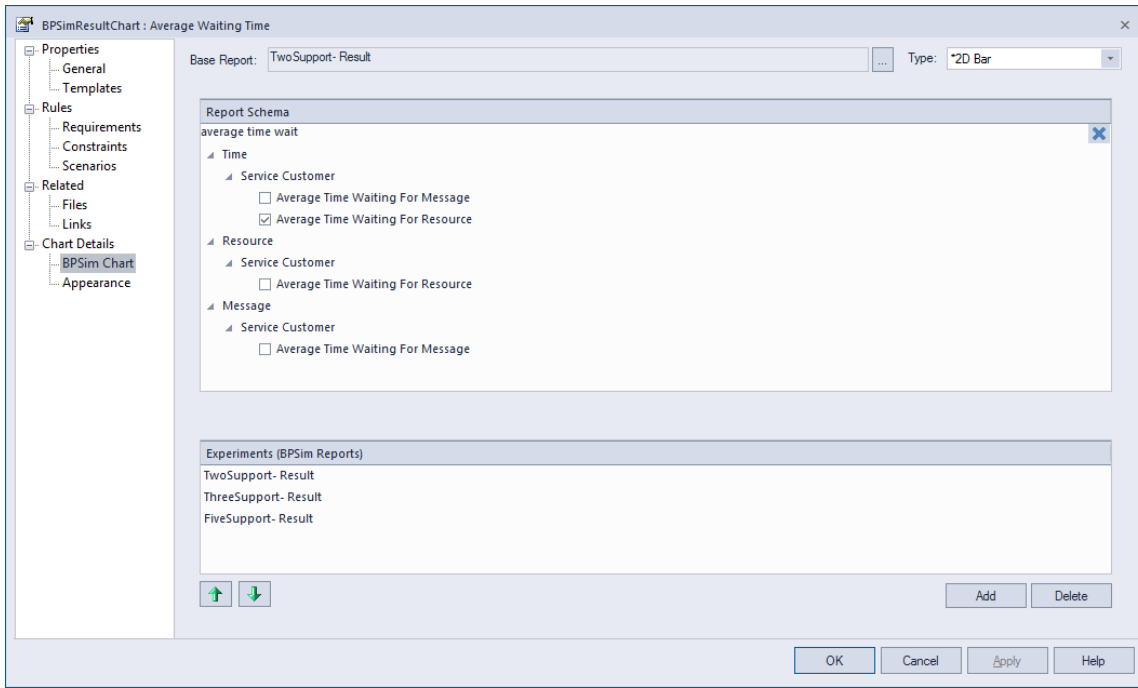 BPSimResultChart : Average Waiting Time
Properties
General
Templates
Rules
Requirements
Constraints
Scenarios
Related
Files
Links
Chart Details
BPSim Chart
Appearance
Base Report: TwoSupport- Result ... Type: *2D Bar
Report Schema
average time wait
Time
Service Customer
Average Time Waiting For Message
Average Time Waiting For Resource
Resource
Service Customer
Average Time Waiting For Resource
Message
Service Customer
Average Time Waiting For Message
Experiments (BPSim Reports)
TwoSupport- Result
ThreeSupport- Result
FiveSupport- Result
Add Delete
OK Cancel Apply Help